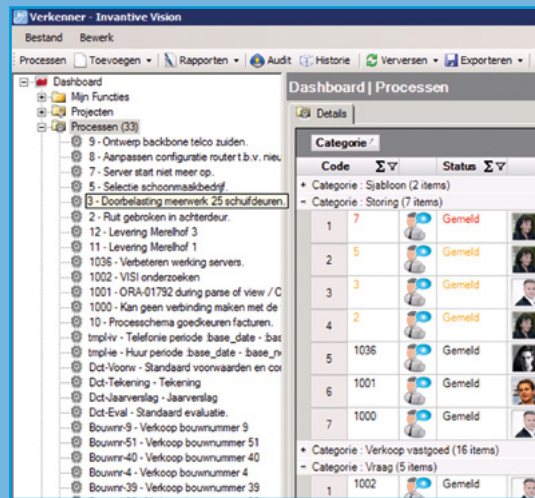 Verkenner - Invantive Vision
Bestand Bewerk
Processen Toevoegen Rapporten Audit Historie Verversen Exporteren
Dashboard
Mijn Functies
Projecten
Processen (33)
9 - Ontwerp backbone telco zuiden.
8 - Aanpassen configuratie router t.b.v. nieu
7 - Server start niet meer op.
5 - Selectie schoonmaakbedrijf.
3 - Doorbelasting meerwerk 25 schuifdeuren.
2 - Ruit gebroken in achterdeur.
12 - Levering Merelhof 3
11 - Levering Merelhof 1
1036 - Verbeteren werking servers.
1002 - VISI onderzoeken
1001 - ORA-01792 during parse of view / C
1000 - Kan geen verbinding maken met de
10 - Processchema goedkeuren facturen.
tmpl-iv - Telefonie periode :base_date - :bas
tmpl-ie - Huur periode :base_date - :base_n
Dct-Voorw - Standaard voorwaarden en con
Dct-Tekening - Tekening
Dct-Jaarverslag - Jaarverslag
Dct-Eval - Standaard evaluatie.
Bouwnr-9 - Verkoop bouwnummer 9
Bouwnr-51 - Verkoop bouwnummer 51
Bouwnr-40 - Verkoop bouwnummer 40
Bouwnr-4 - Verkoop bouwnummer 4
Bouwnr-39 - Verkoop bouwnummer 39
Dashboard | Processen
Details
Categorie
Code Σ Status Σ
Categorie : Sjabloon (2 items)
Categorie : Storing (7 items)
1 7 Gemeld
2 5 Gemeld
3 3 Gemeld
4 2 Gemeld
5 1036 Gemeld
6 1001 Gemeld
7 1000 Gemeld
Categorie : Verkoop vastgoed (16 items)
Categorie : Vraag (5 items)
1 1002 Gemeld